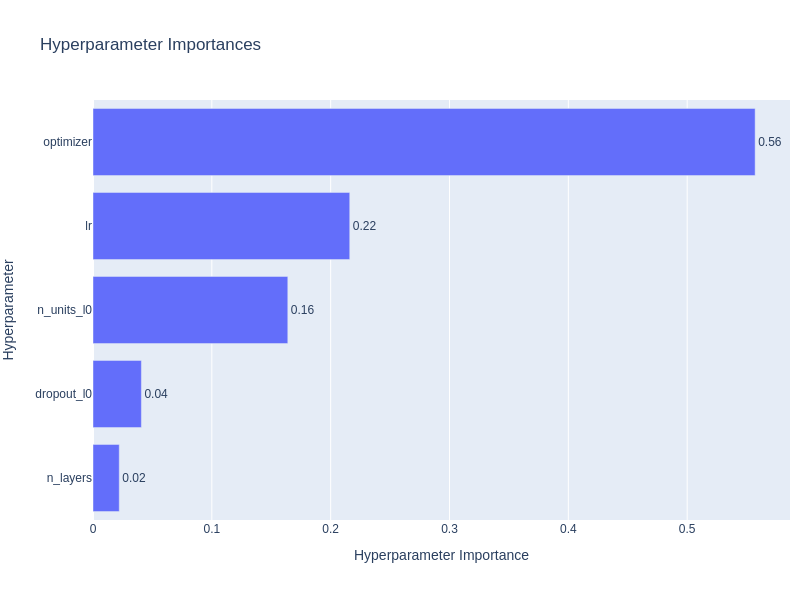 Hyperparameter Importances
optimizer
0.56
lr
0.22
n_units_l0
0.16
dropout_l0
0.04
n_layers
0.02
0
0.1
0.2
0.3
0.4
0.5
Hyperparameter Importance
Hyperparameter